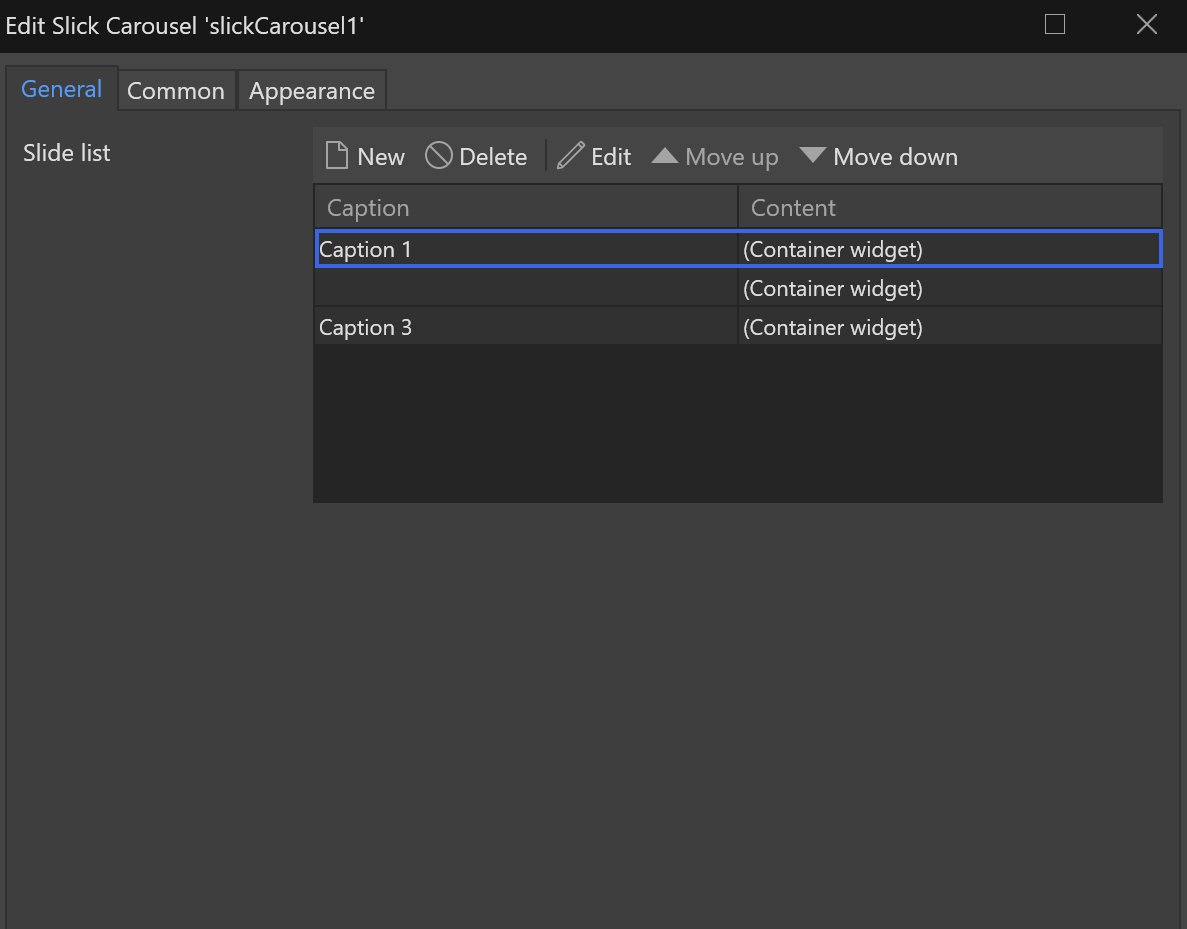 Edit Slick Carousel 'slickCarousel1'
General Common Appearance
Slide list
New Delete Edit Move up Move down
Caption Content
Caption 1 (Container widget)
(Container widget)
Caption 3 (Container widget)